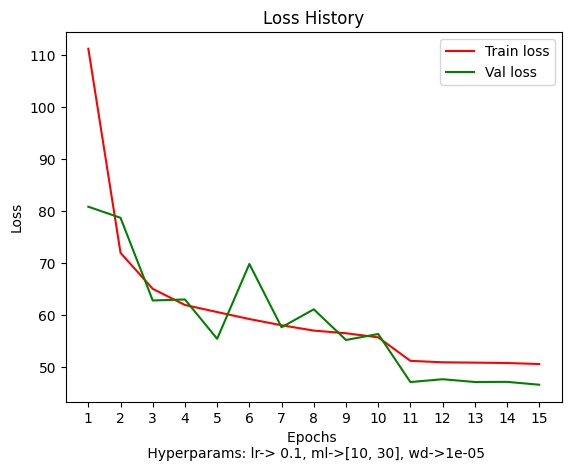 Loss History
Train loss
Val loss
Loss
110
100
90
80
70
60
50
1 2 3 4 5 6 7 8 9 10 11 12 13 14 15
Epochs
Hyperparams: lr-> 0.1, ml->[10, 30], wd->1e-05